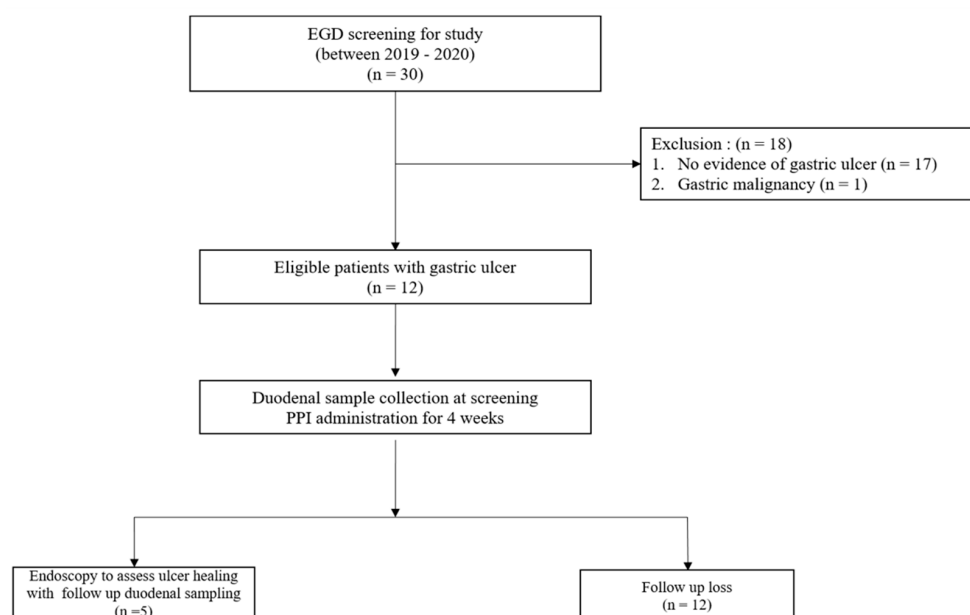 EGD screening for study
(between 2019 - 2020)
(n = 30)
Exclusion : (n = 18)
1. No evidence of gastric ulcer (n = 17)
2. Gastric malignancy (n = 1)
Eligible patients with gastric ulcer
(n = 12)
Duodenal sample collection at screening
PPI administration for 4 weeks
Endoscopy to assess ulcer healing
with follow up duodenal sampling
(n =5)
Follow up loss
(n = 12)